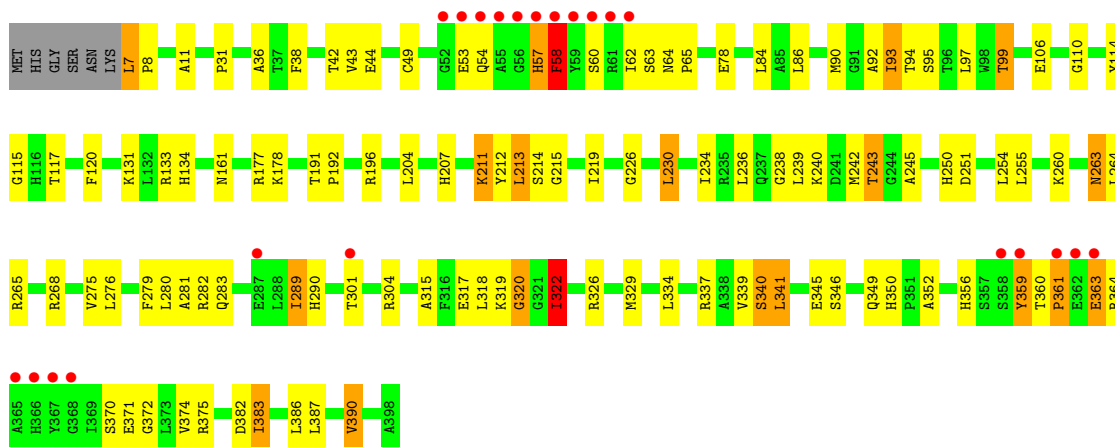 MET HIS GLY SER ASN LYS L7 P8 A11 P31 A36 T37 F38 T42 V43 E44 C49 G52 E53 Q54 A55 G56 H57 F58 Y59 S60 R61 I62 S63 N64 P65 E78 L84 A85 L86 M90 G91 A92 I93 T94 S95 T96 L97 W98 T99 E106 G110
G115 H116 T117 F120 K131 L132 R133 H134 N161 R177 K178 T191 P192 R196 L204 H207 K211 Y212 L213 S214 G215 I219 G226 L230 I234 R235 L236 Q237 G238 L239 K240 D241 M242 T243 G244 A245 H250 D251 L254 L255 K260 N263
R265 R268 V275 L276 F279 L280 A281 R282 Q283 E287 L288 I289 H290 T301 R304 A315 F316 E317 L318 K319 G320 G321 I322 R326 M329 L334 R337 A338 V339 S340 L341 E345 S346 Q349 H350 P351 A352 H356 S357 S358 Y359 T360 P361 E362 E363
A365 H366 Y367 G368 I369 S370 E371 G372 L373 V374 R375 D382 I383 L386 L387 V390 A398